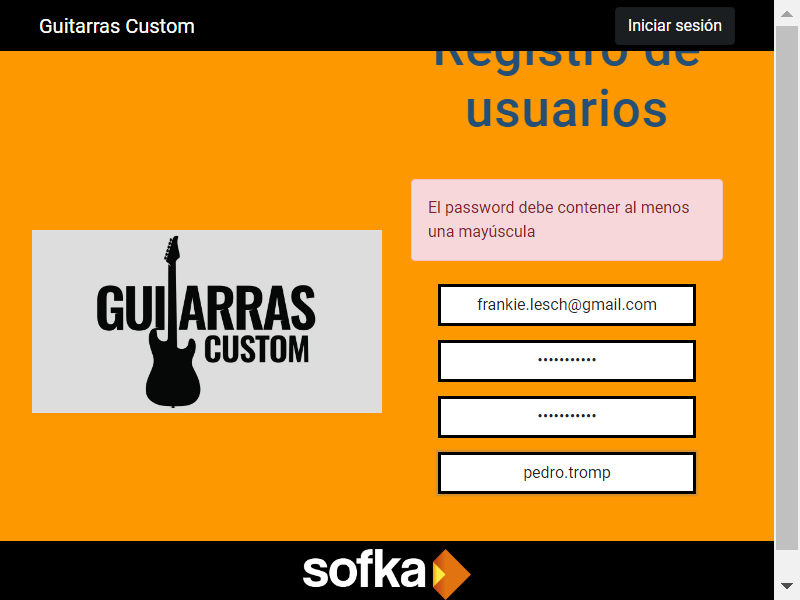 Guitarras Custom
Iniciar sesión
Registro de
usuarios
El password debe contener al menos
una mayúscula
GUITARRAS
CUSTOM
frankie.lesch@gmail.com
•••••••••••
•••••••••••
pedro.tromp
sofka